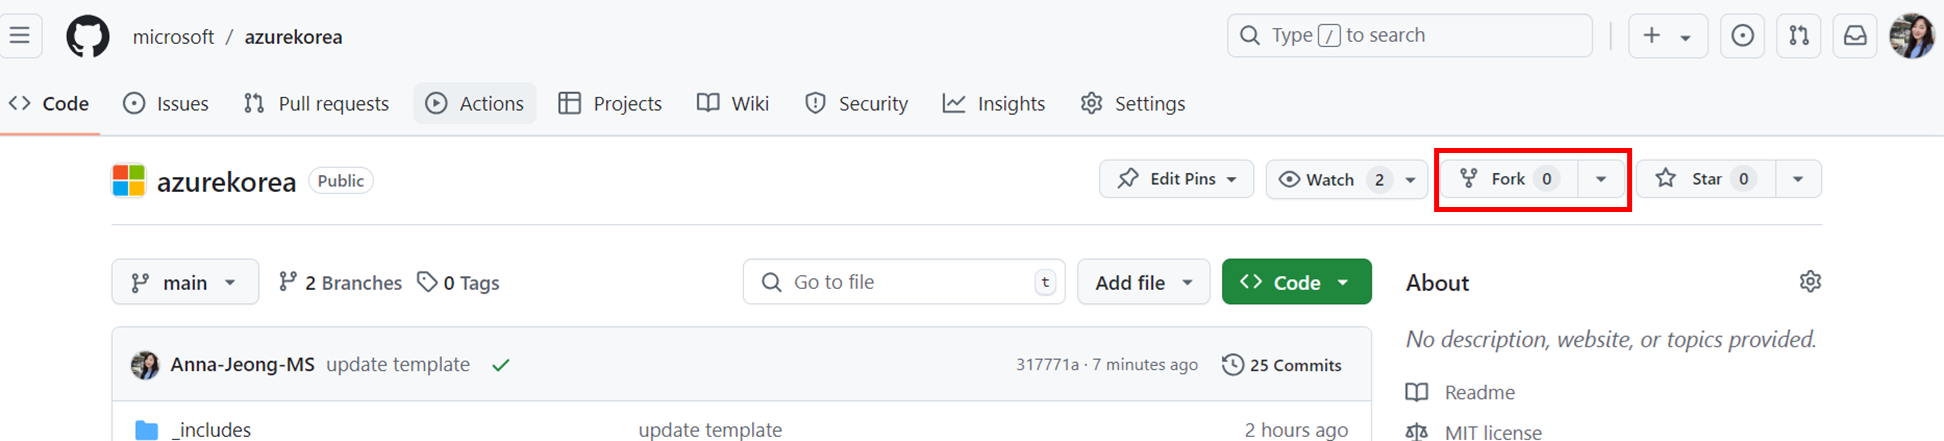 microsoft / azurekorea
Type / to search
Code Issues Pull requests Actions Projects Wiki Security Insights Settings
azurekorea Public
Edit Pins Watch 2 Fork 0 Star 0
main 2 Branches 0 Tags
Go to file t
Add file
Code
About
No description, website, or topics provided.
Anna-Jeong-MS update template
317771a · 7 minutes ago
25 Commits
Readme
_includes update template 2 hours ago
MIT license